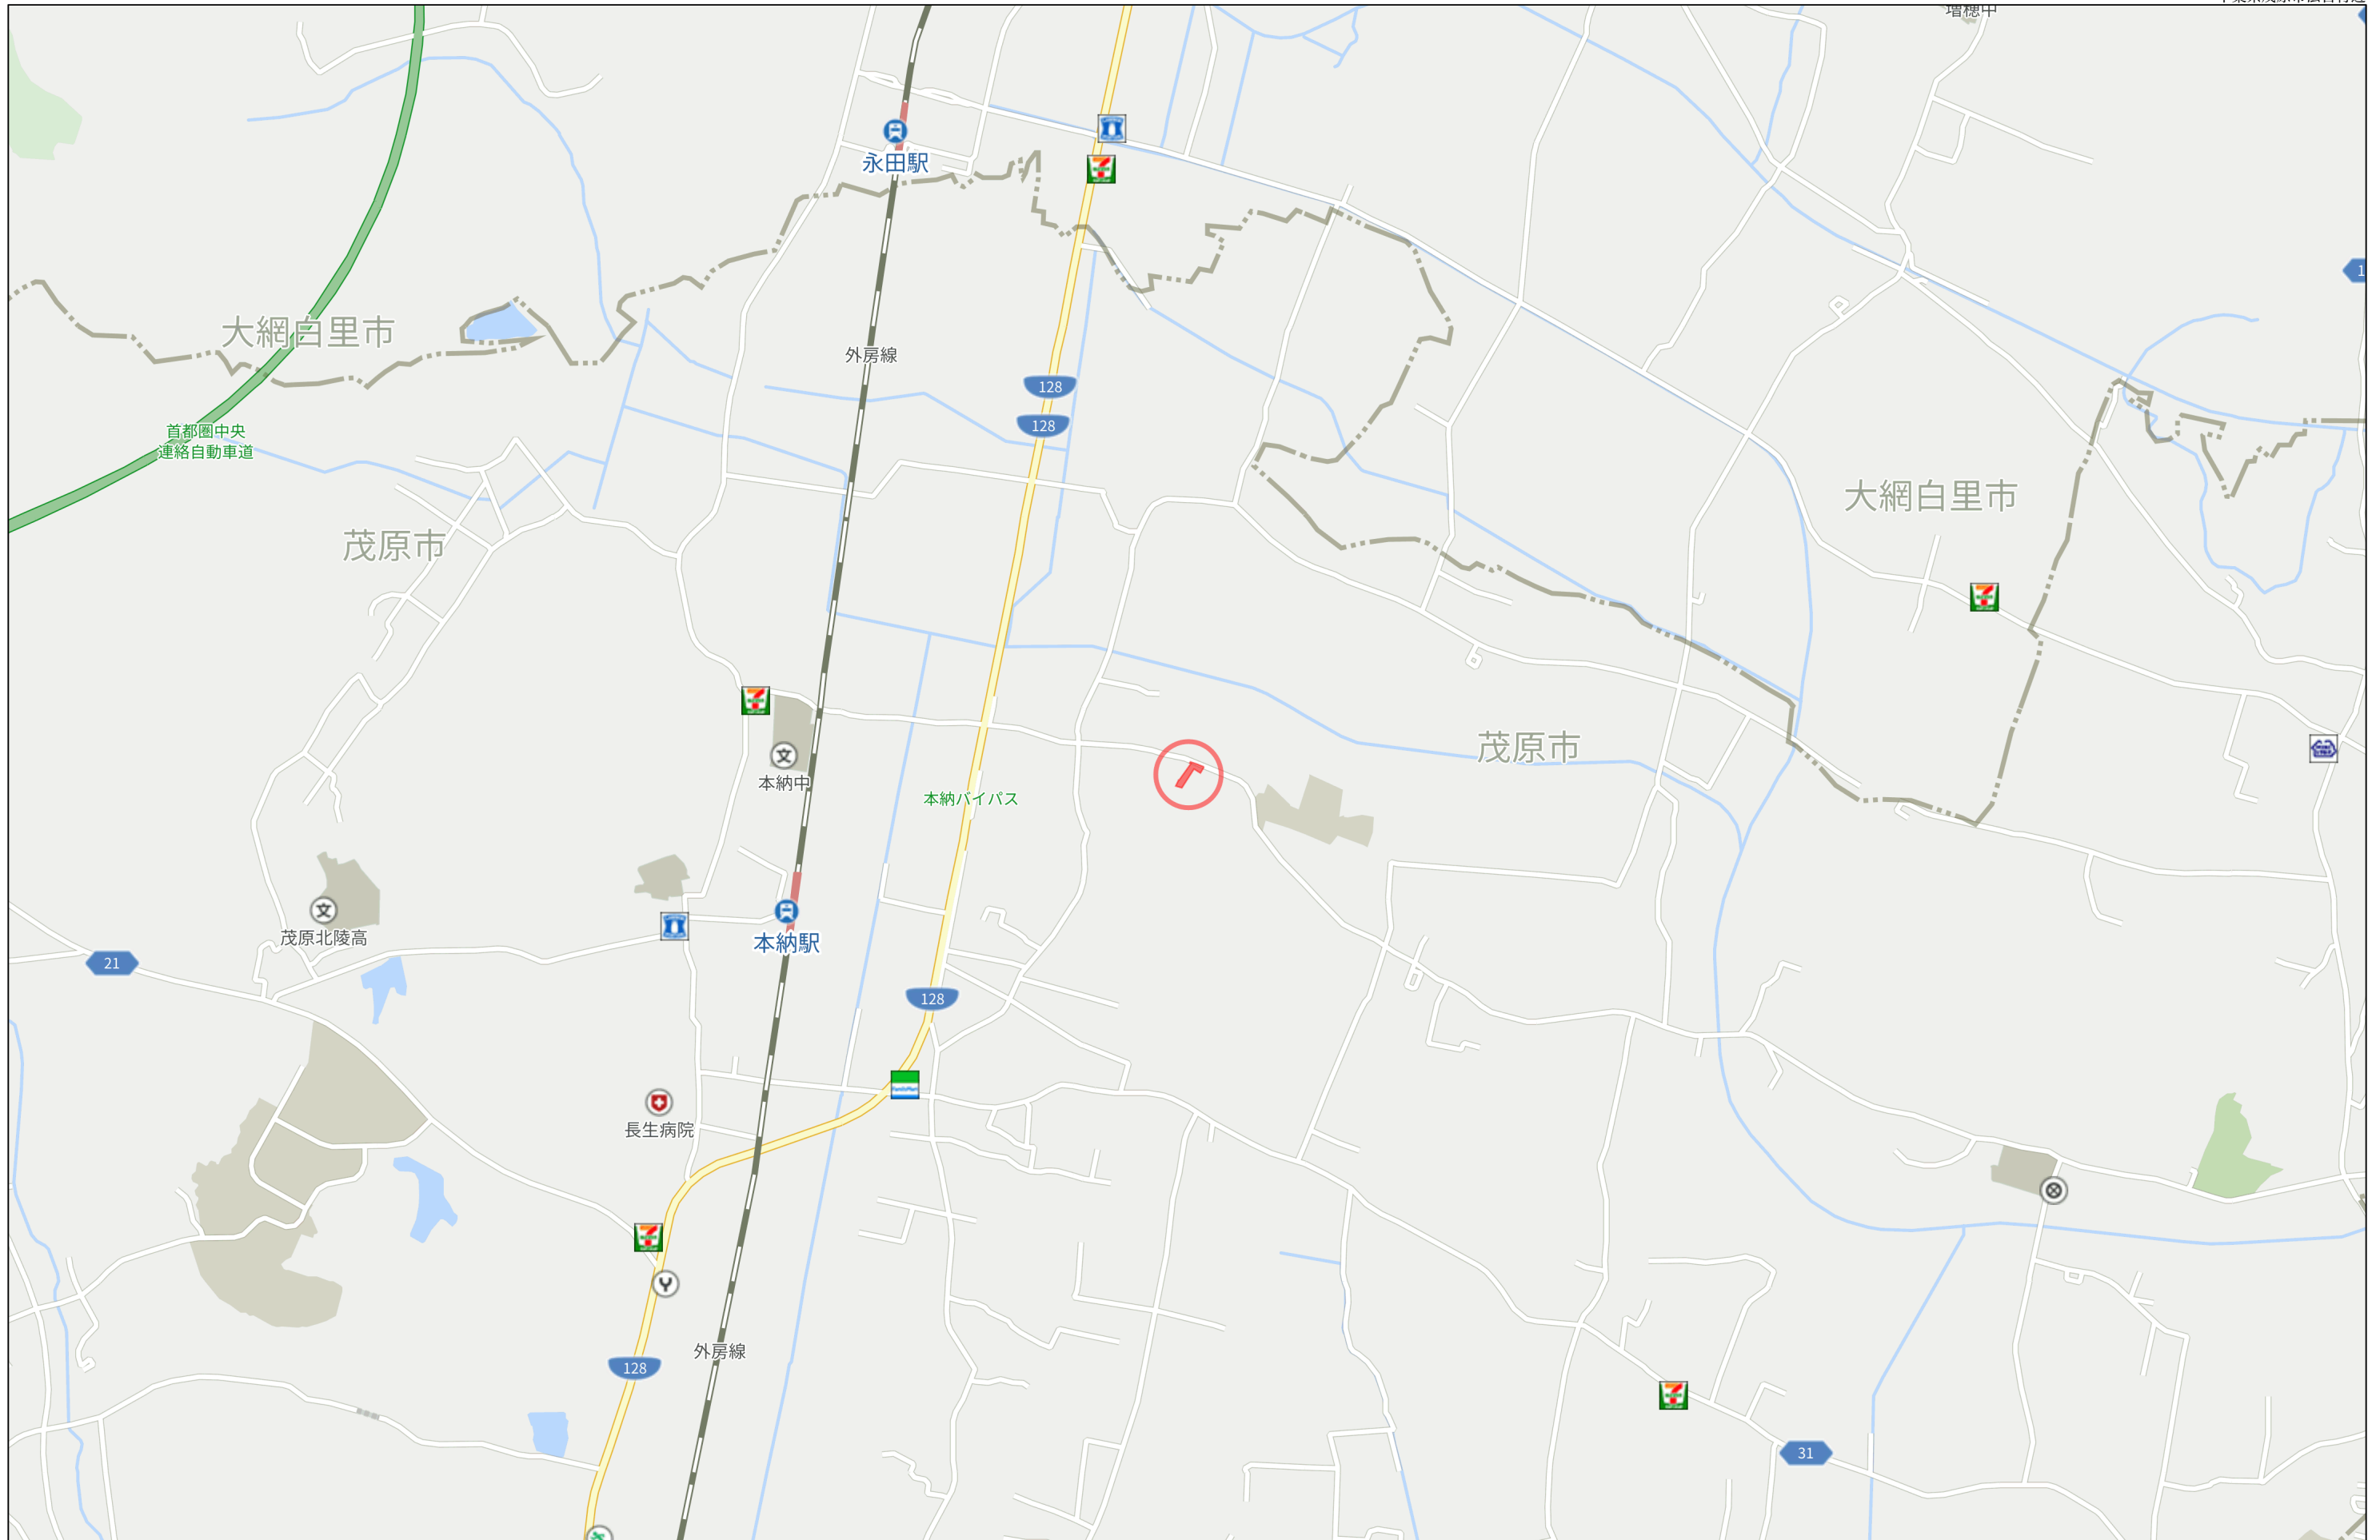 増穂中
永田駅
大網白里市
外房線
128
128
首都圏中央
連絡自動車道
大網白里市
茂原市
茂原市
本納中
本納バイパス
茂原北陵高
本納駅
21
128
長生病院
外房線
128
31